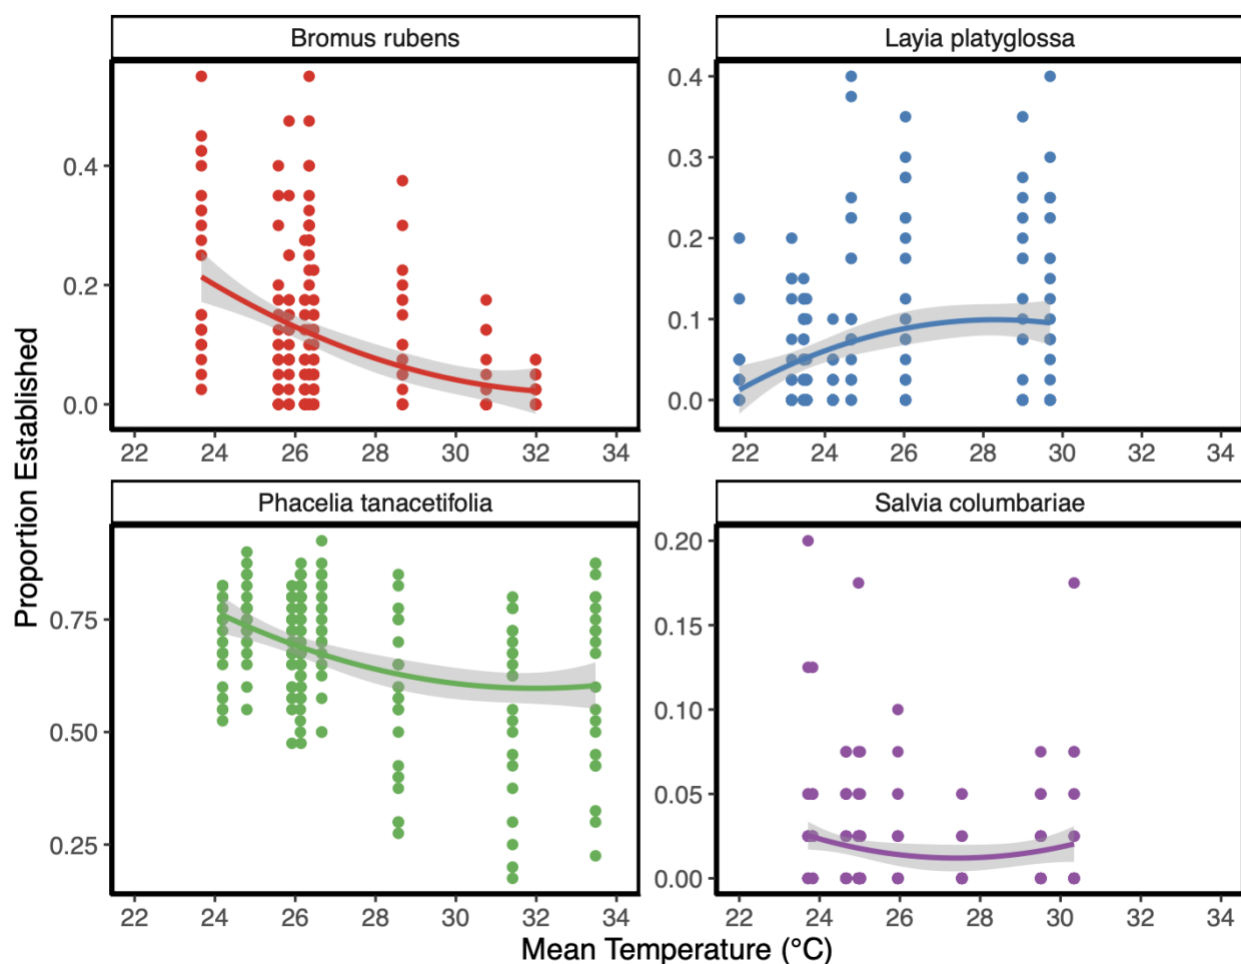 Bromus rubens
Layia platyglossa
0.4
0.2
0.0
22 24 26 28 30 32 34
0.4
0.3
0.2
0.1
0.0
22 24 26 28 30 32 34
Phacelia tanacetifolia
Salvia columbariae
0.75
0.50
0.25
22 24 26 28 30 32 34
0.20
0.15
0.10
0.05
0.00
22 24 26 28 30 32 34
Proportion Established
Mean Temperature (°C)